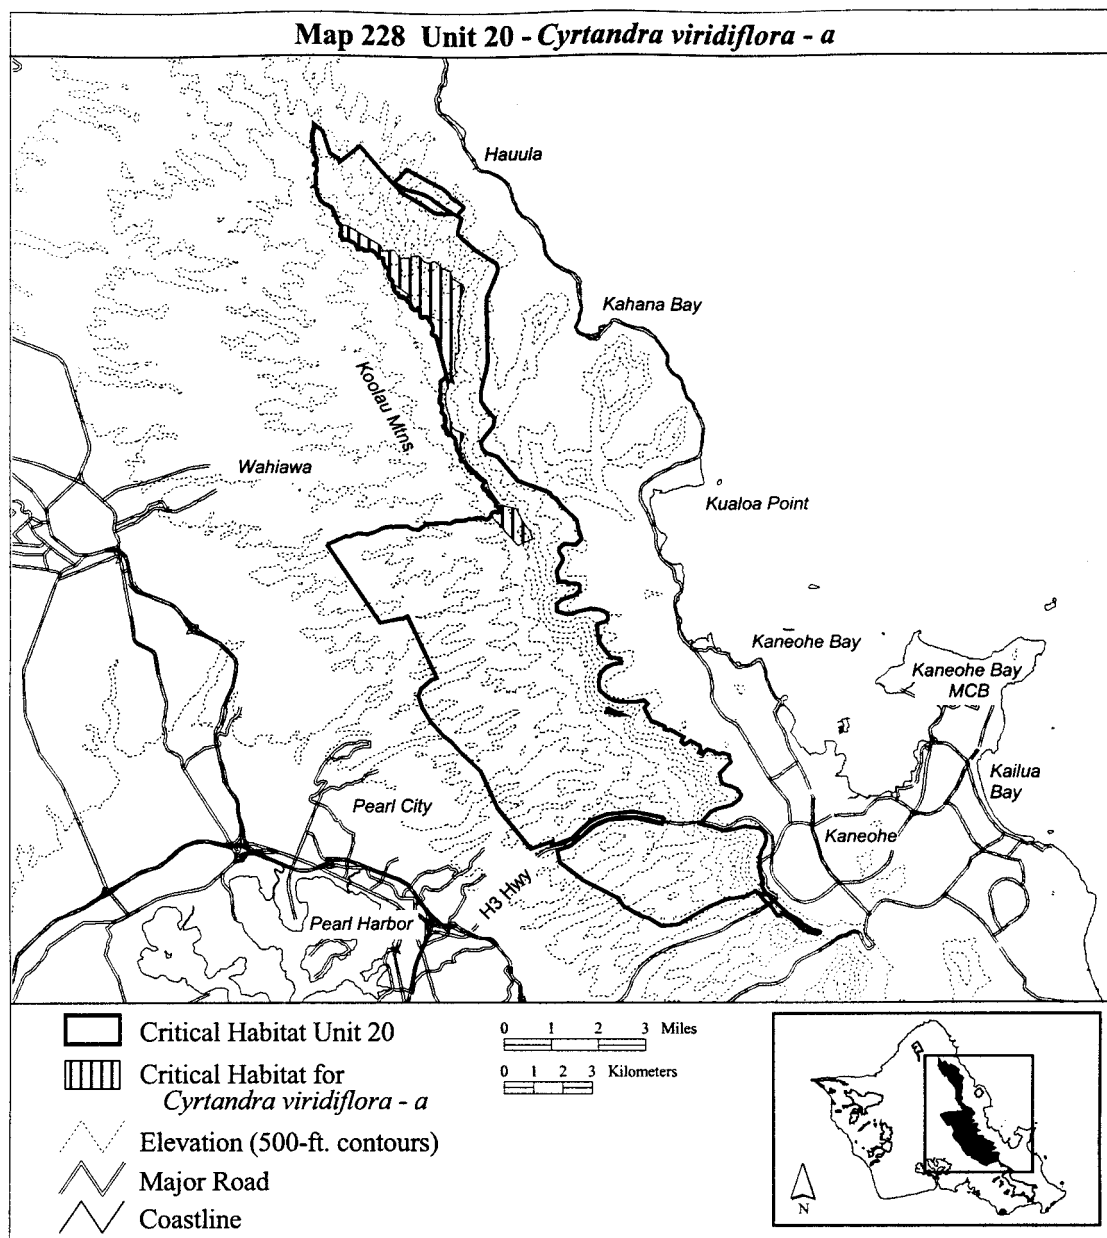 Map 228 Unit 20 - Cyrtandra viridiflora - a
Hauula
Kahana Bay
Koolau Mtns
Wahiawa
Kualoa Point
Kaneohe Bay
Kaneohe Bay
MCB
Kailua
Bay
Pearl City
Kaneohe
H3 Hwy
Pearl Harbor
Critical Habitat Unit 20
Critical Habitat for
Cyrtandra viridiflora - a
Elevation (500-ft. contours)
Major Road
Coastline
0 1 2 3 Miles
0 1 2 3 Kilometers
N